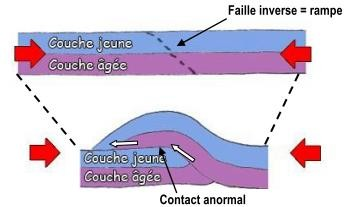 Faille inverse = rampe
Couche jeune
Couche âgée
Couche jeune
Couche âgée
Contact anormal